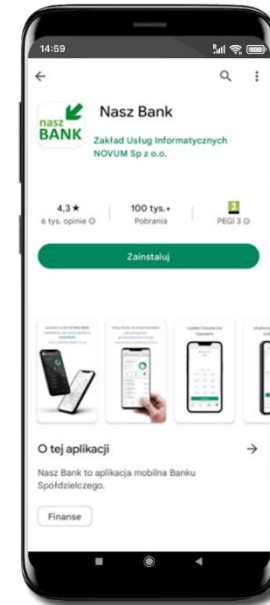 14:59
nasz
BANK
Nasz Bank
Zakład Usług Informatycznych
NOVUM Sp z o.o.
4,3 ★
6 tys. opinie
100 tys.+
Pobrania
3
PEGI 3
Zainstaluj
O tej aplikacji
Nasz Bank to aplikacja mobilna Banku
Spółdzielczego.
Finanse